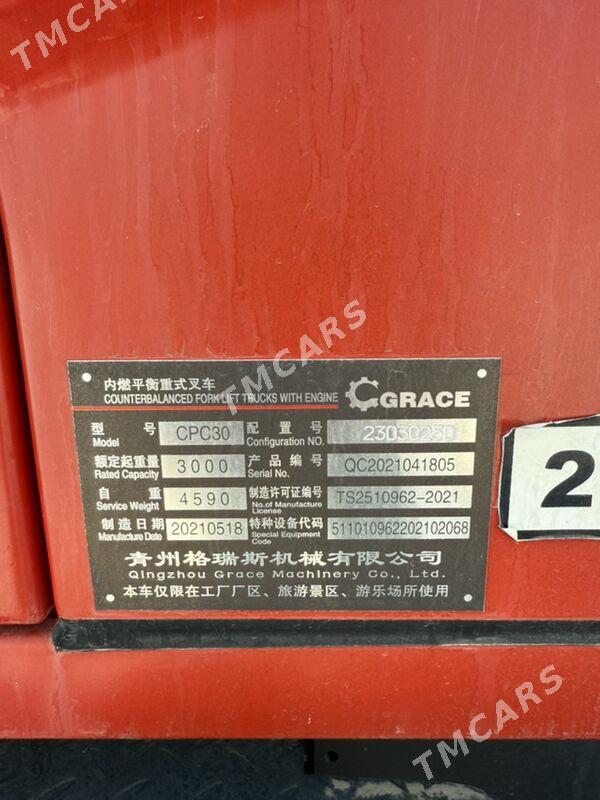 TMCARS
TMCARS
内燃平衡重式叉车
COUNTERBALANCED FORK LIFT TRUCKS WITH ENGINE
GRACE
型 号 CPC30 配 置 号 23030230
Model Configuration NO.
额定起重量 3000 产 品 编 号 QC2021041805
Rated Capacity Serial No.
自 重 4590 制造许可证编号 TS2510962-2021
Service Weight No.of Manufacture License
制 造 日 期 20210518 特种设备代码 511010962202102068
Manufacture Date Special Equipment Code
青州格瑞斯机械有限公司
Qingzhou Grace Machinery Co., Ltd.
本车仅限在工厂厂区、旅游景区、游乐场所使用
2
TMCARS